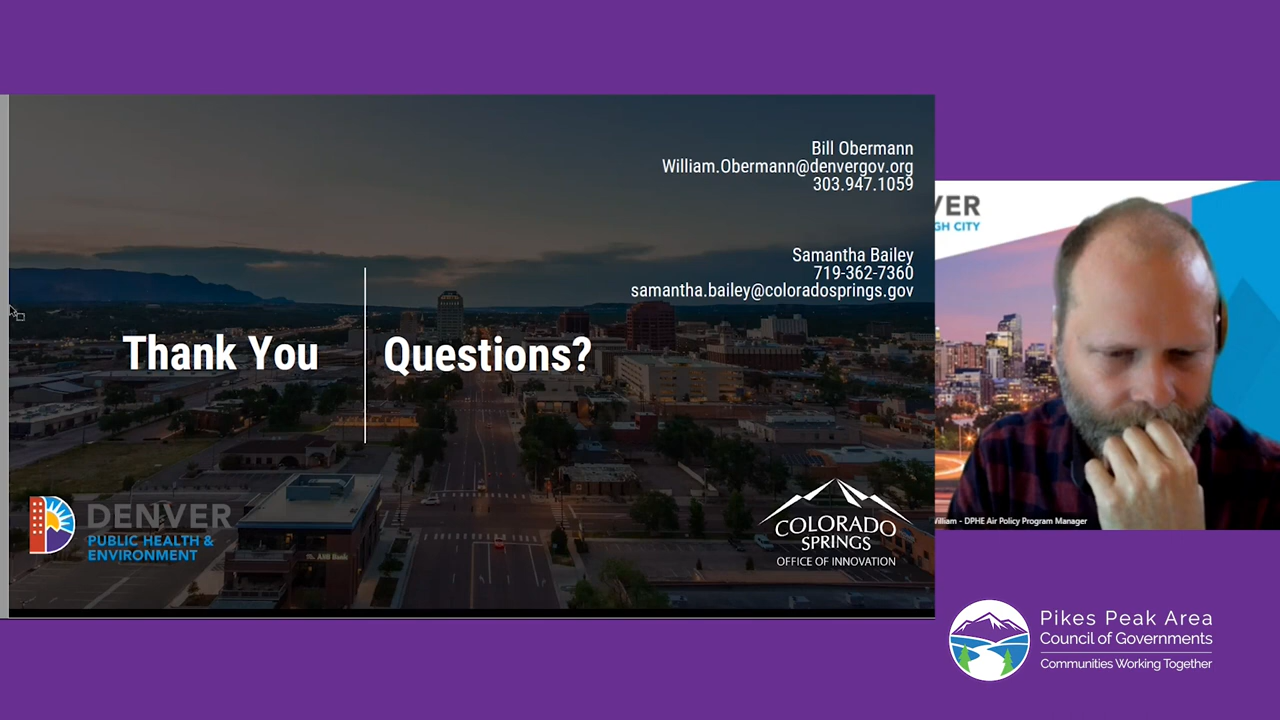 Bill Obermann
William.Obermann@denvergov.org
303.947.1059
Samantha Bailey
719-362-7360
samantha.bailey@coloradosprings.gov
Thank You
Questions?
DENVER
PUBLIC HEALTH &
ENVIRONMENT
COLORADO
SPRINGS
OFFICE OF INNOVATION
VER
GH CITY
illiam - DPHE Air Policy Program Manager
Pikes Peak Area
Council of Governments
Communities Working Together